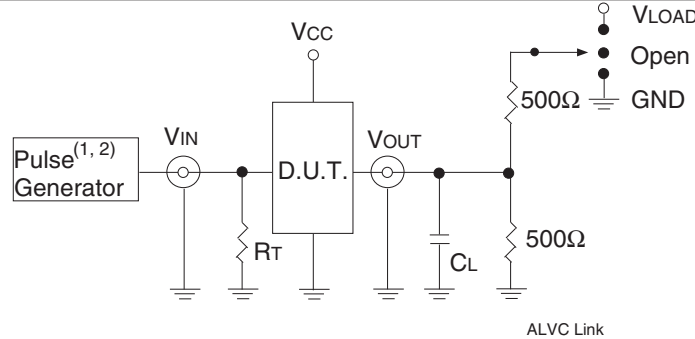 VLOAD
VCC
Open
500Ω
GND
VIN
VOUT
Pulse(1, 2)
Generator
D.U.T.
RT
CL
500Ω
ALVC Link